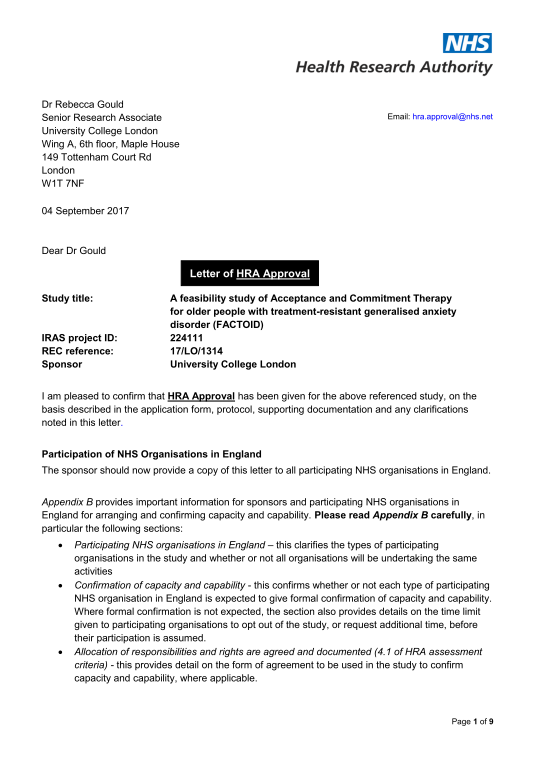 NHS
Health Research Authority
Dr Rebecca Gould
Senior Research Associate
University College London
Wing A, 6th floor, Maple House
149 Tottenham Court Rd
London
W1T 7NF
Email: hra.approval@nhs.net
04 September 2017
Dear Dr Gould
Letter of HRA Approval
Study title: A feasibility study of Acceptance and Commitment Therapy
for older people with treatment-resistant generalised anxiety
disorder (FACTOID)
IRAS project ID: 224111
REC reference: 17/LO/1314
Sponsor University College London
I am pleased to confirm that HRA Approval has been given for the above referenced study, on the
basis described in the application form, protocol, supporting documentation and any clarifications
noted in this letter.
Participation of NHS Organisations in England
The sponsor should now provide a copy of this letter to all participating NHS organisations in England.
Appendix B provides important information for sponsors and participating NHS organisations in
England for arranging and confirming capacity and capability. Please read Appendix B carefully, in
particular the following sections:
• Participating NHS organisations in England – this clarifies the types of participating
organisations in the study and whether or not all organisations will be undertaking the same
activities
• Confirmation of capacity and capability - this confirms whether or not each type of participating
NHS organisation in England is expected to give formal confirmation of capacity and capability.
Where formal confirmation is not expected, the section also provides details on the time limit
given to participating organisations to opt out of the study, or request additional time, before
their participation is assumed.
• Allocation of responsibilities and rights are agreed and documented (4.1 of HRA assessment
criteria) - this provides detail on the form of agreement to be used in the study to confirm
capacity and capability, where applicable.
Page 1 of 9